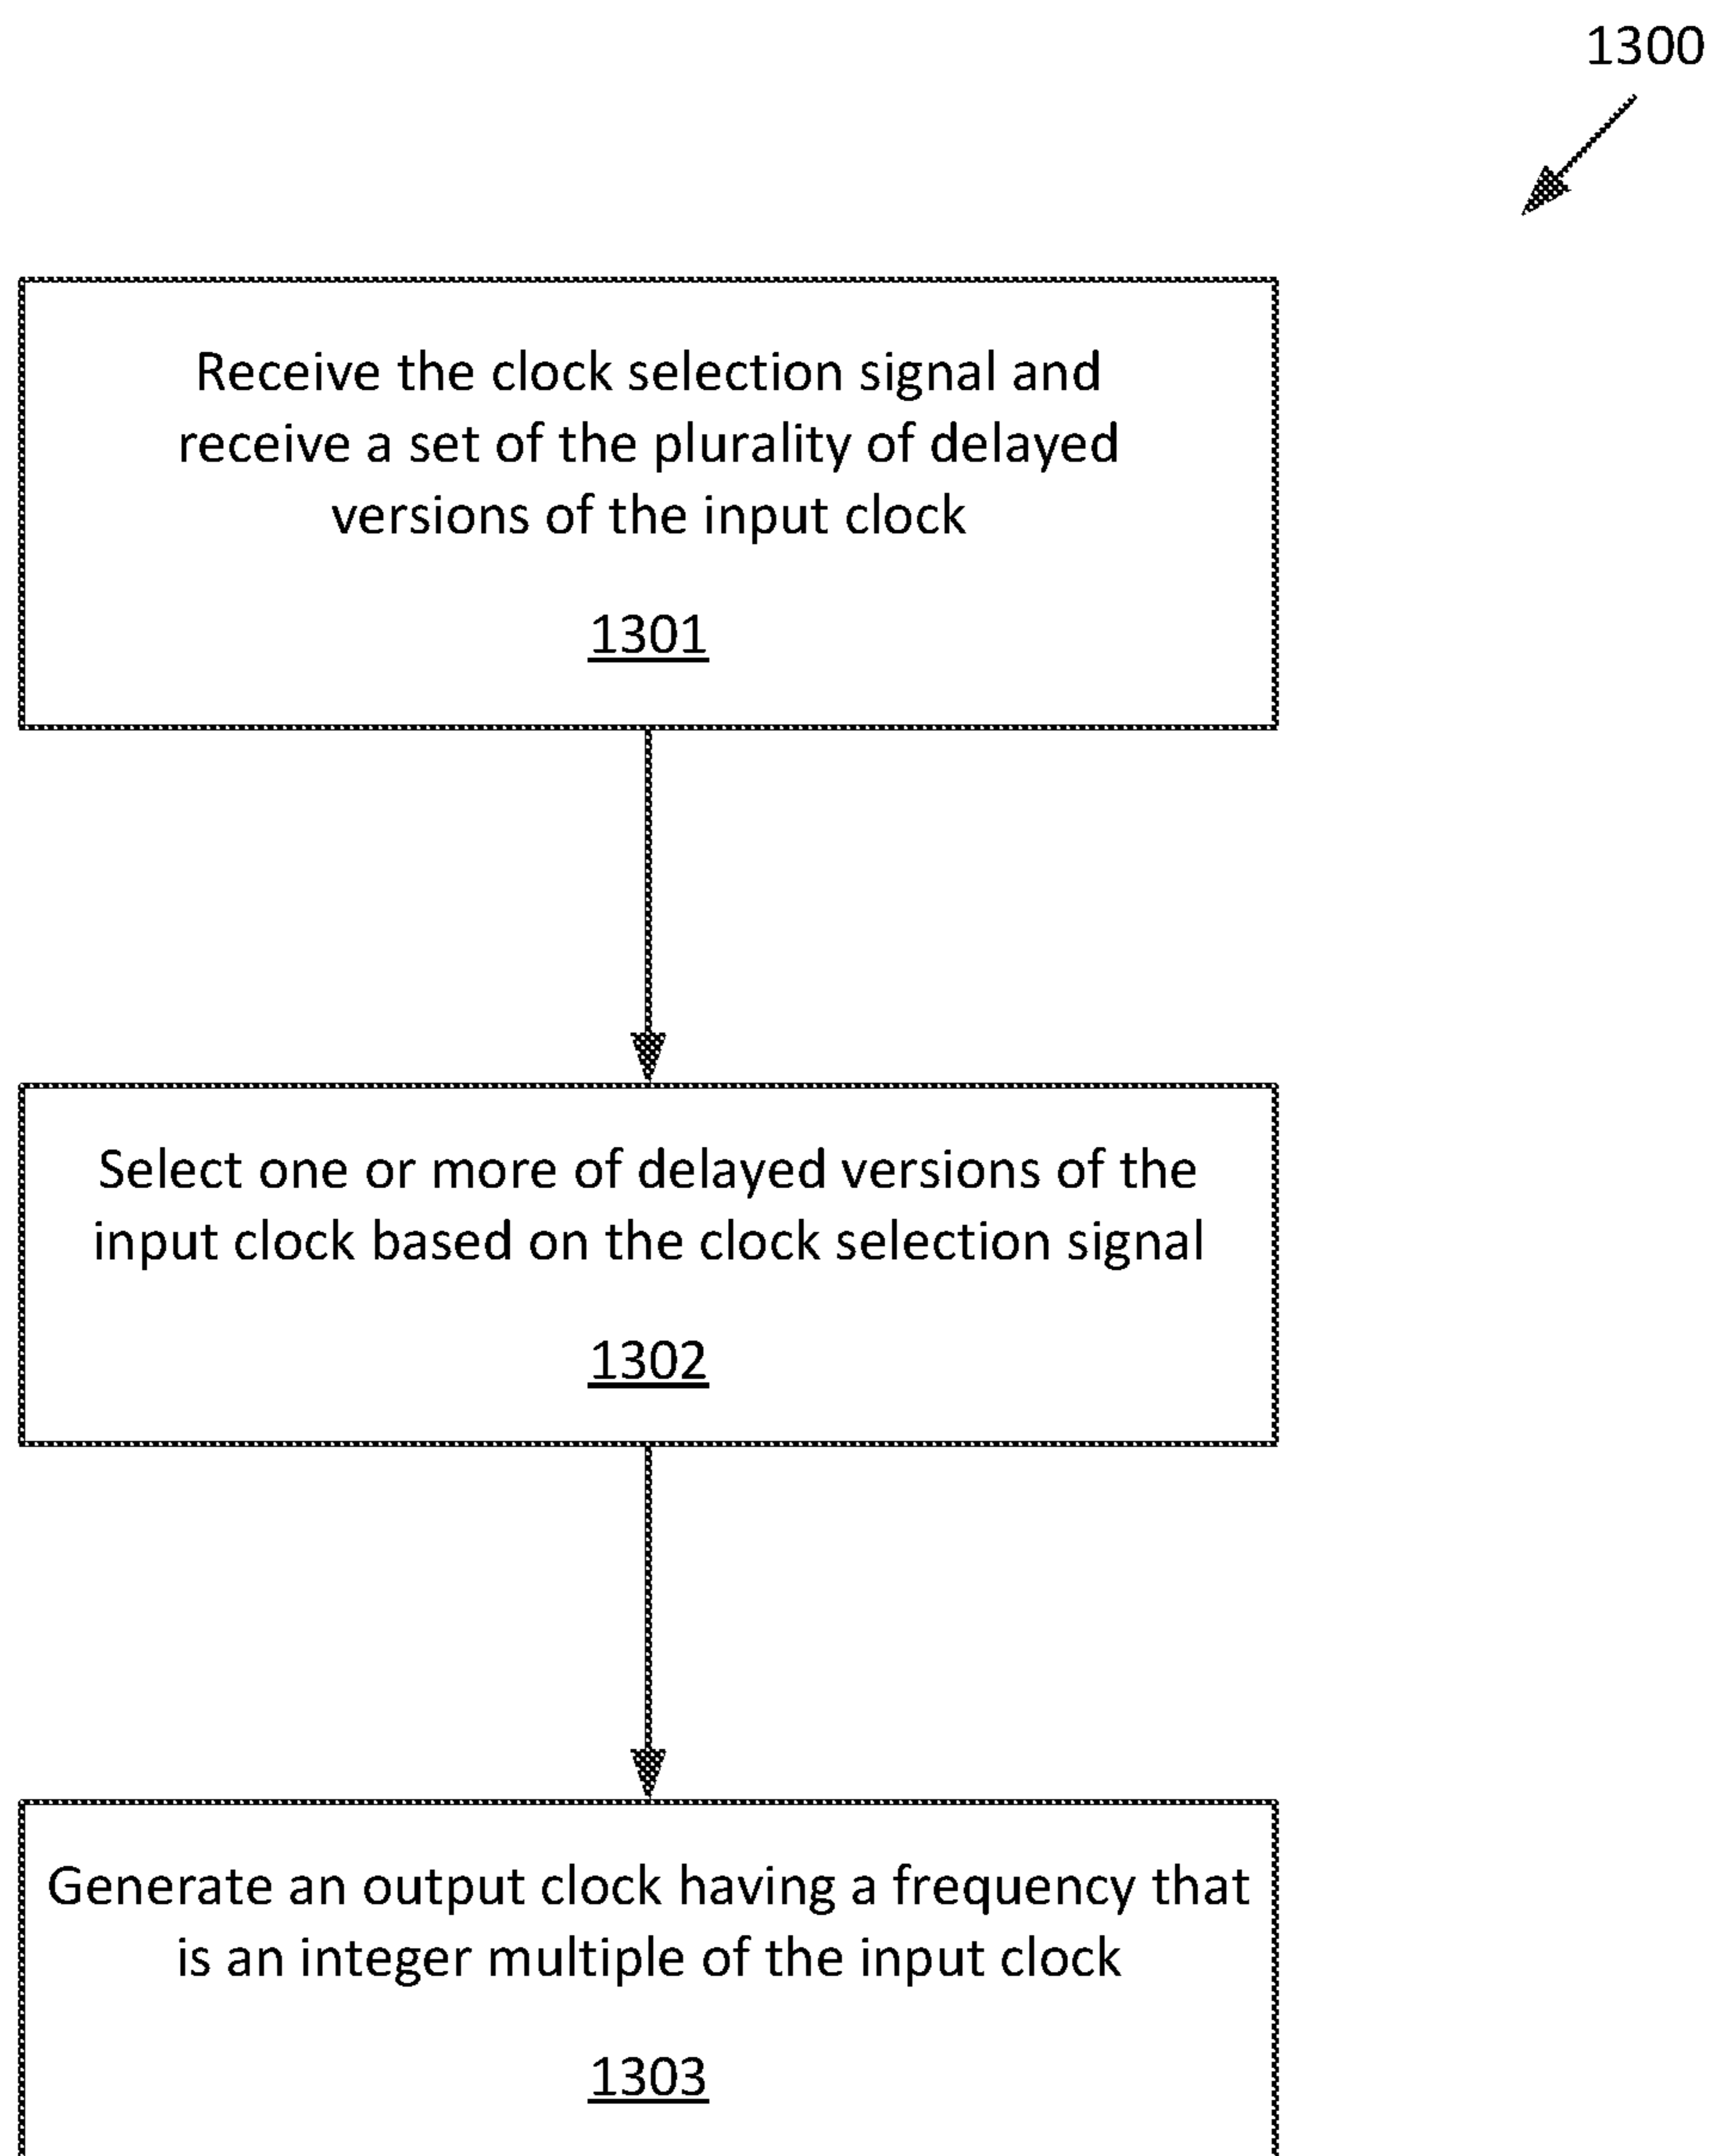 1300
Receive the clock selection signal and
receive a set of the plurality of delayed
versions of the input clock
1301
Select one or more of delayed versions of the
input clock based on the clock selection signal
1302
Generate an output clock having a frequency that
is an integer multiple of the input clock
1303